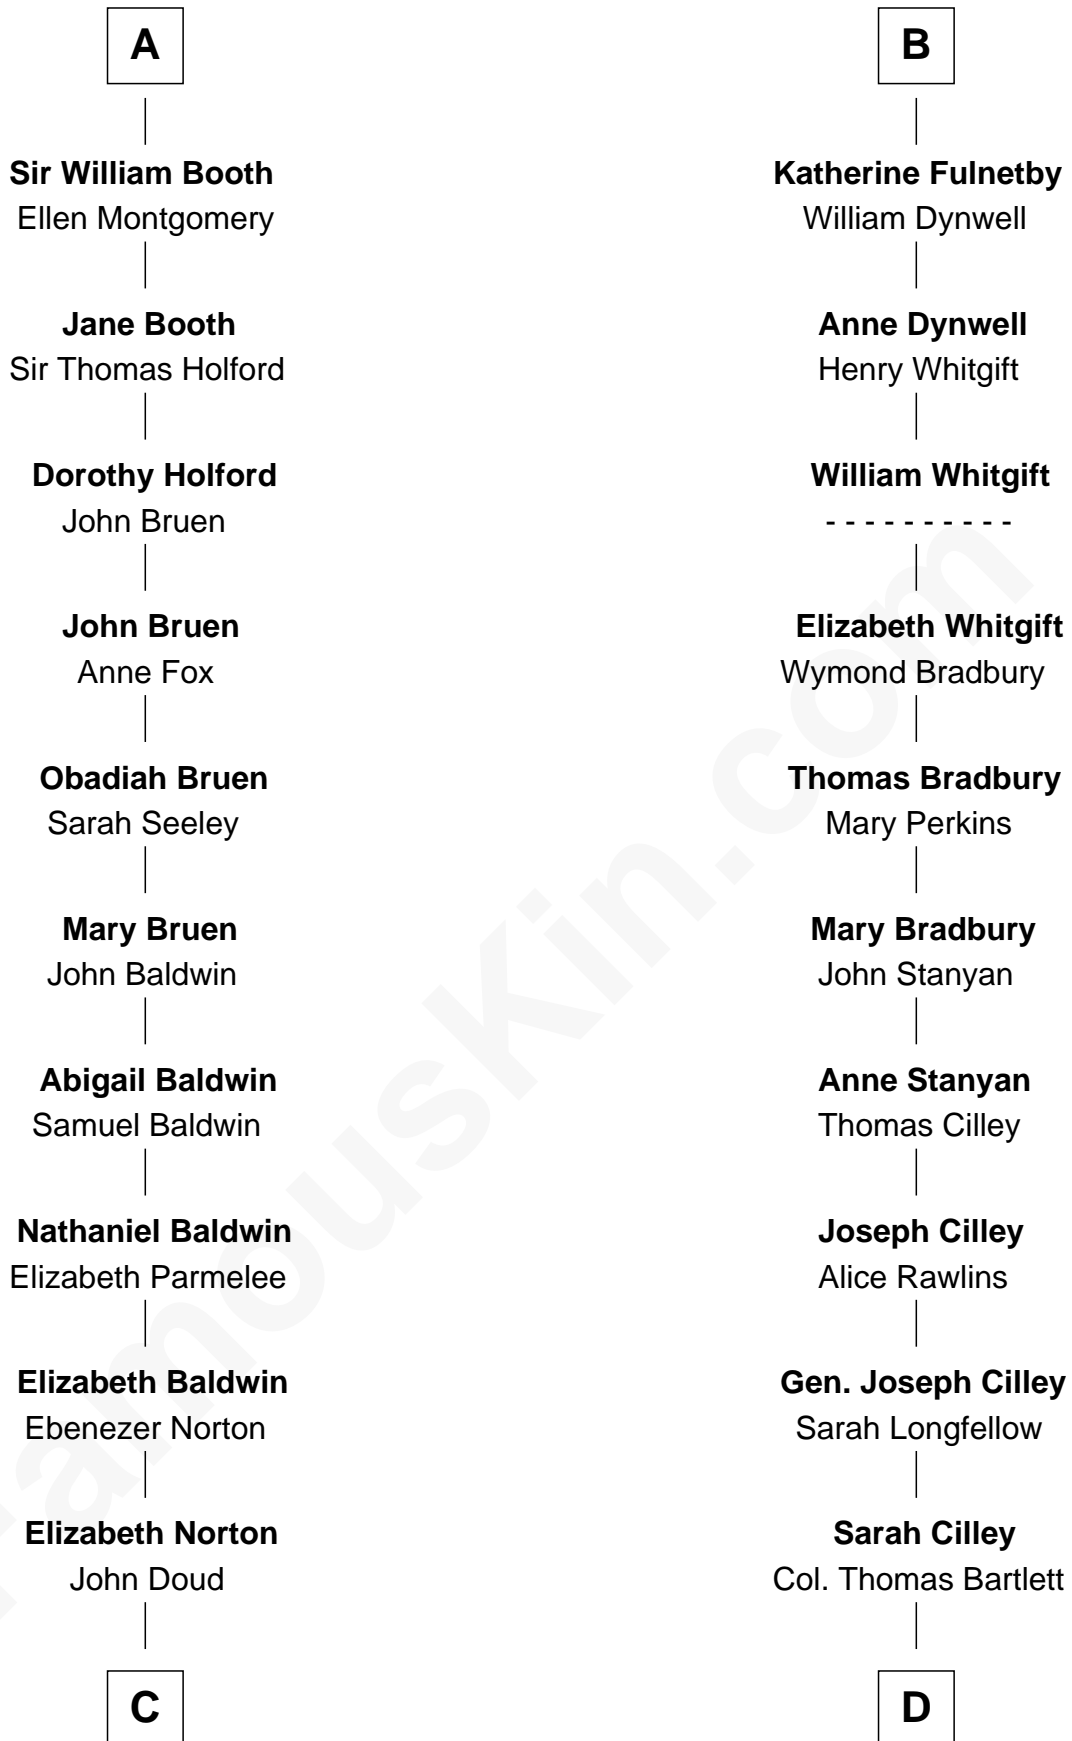 A
Sir William Booth
Ellen Montgomery
Jane Booth
Sir Thomas Holford
Dorothy Holford
John Bruen
John Bruen
Anne Fox
Obadiah Bruen
Sarah Seeley
Mary Bruen
John Baldwin
Abigail Baldwin
Samuel Baldwin
Nathaniel Baldwin
Elizabeth Parmelee
Elizabeth Baldwin
Ebenezer Norton
Elizabeth Norton
John Doud
C
B
Katherine Fulnetby
William Dynwell
Anne Dynwell
Henry Whitgift
William Whitgift
- - - - - - - - - -
Elizabeth Whitgift
Wymond Bradbury
Thomas Bradbury
Mary Perkins
Mary Bradbury
John Stanyan
Anne Stanyan
Thomas Cilley
Joseph Cilley
Alice Rawlins
Gen. Joseph Cilley
Sarah Longfellow
Sarah Cilley
Col. Thomas Bartlett
D
FamousKin.com